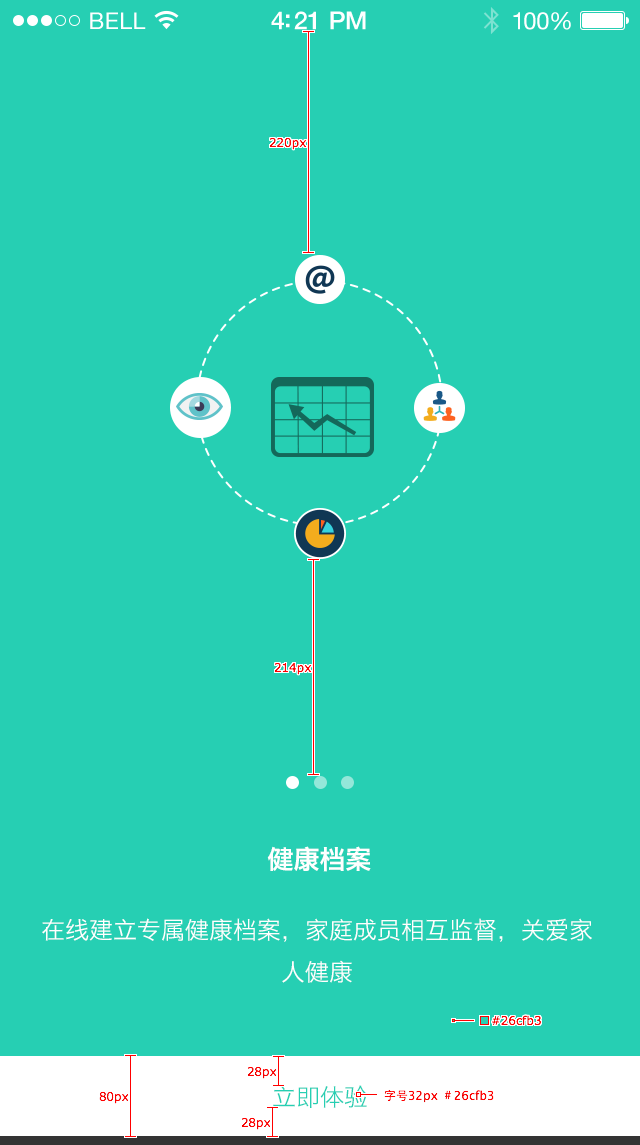 BELL 4:21 PM 100%
220px
@
214px
健康档案
在线建立专属健康档案，家庭成员相互监督，关爱家
人健康
#26cfb3
28px
立即体验
字号32px #26cfb3
80px
28px